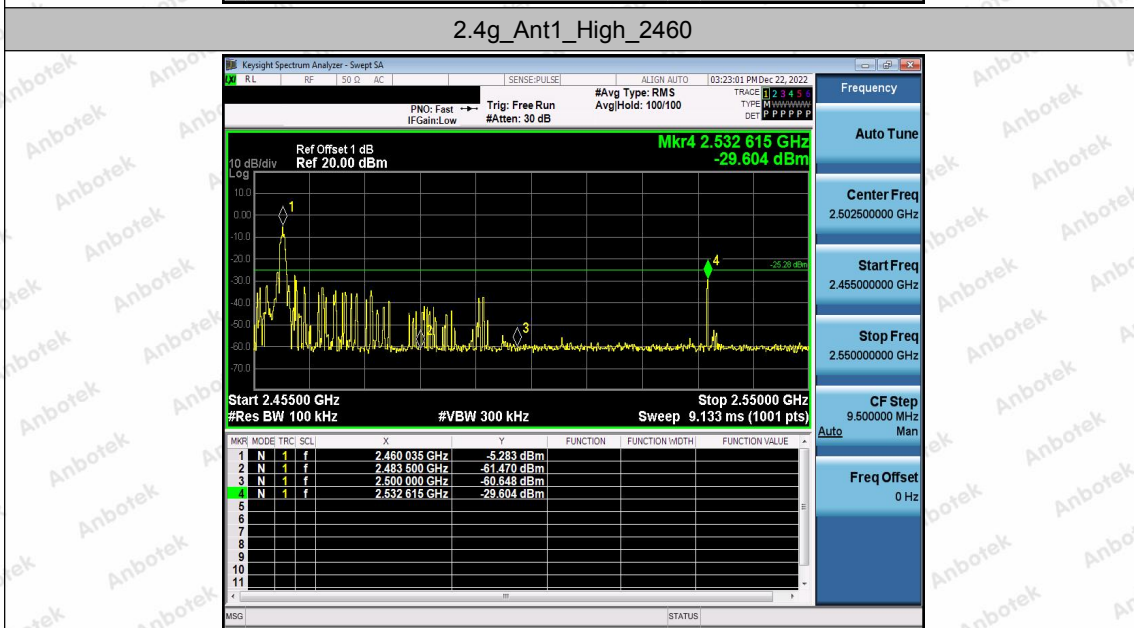 2.4g_Ant1_High_2460
Keysight Spectrum Analyzer - Swept SA
LXI RL RF 50 Ω AC SENSE:PULSE ALIGN AUTO 03:23:01 PM Dec 22, 2022
Frequency
PNO: Fast
IFGain:Low
Trig: Free Run
#Atten: 30 dB
#Avg Type: RMS
Avg|Hold: 100/100
TRACE 1 2 3 4 5 6
TYPE M WWWWW
DET P P P P P P
Auto Tune
Mkr4 2.532 615 GHz
-29.604 dBm
Ref Offset 1 dB
10 dB/div Ref 20.00 dBm
Log
10.0
0.00
-10.0
-20.0
-30.0
-40.0
-50.0
-60.0
-70.0
1
2
3
4
-25.28 dBm
Center Freq
2.502500000 GHz
Start Freq
2.455000000 GHz
Stop Freq
2.550000000 GHz
Start 2.45500 GHz Stop 2.55000 GHz
#Res BW 100 kHz #VBW 300 kHz Sweep 9.133 ms (1001 pts)
CF Step
9.500000 MHz
Auto Man
Freq Offset
0 Hz
MKR MODE TRC SCL X Y FUNCTION FUNCTION WIDTH FUNCTION VALUE
1 N 1 f 2.460 035 GHz -5.283 dBm
2 N 1 f 2.483 500 GHz -61.470 dBm
3 N 1 f 2.500 000 GHz -60.648 dBm
4 N 1 f 2.532 615 GHz -29.604 dBm
5
6
7
8
9
10
11
MSG STATUS
Anbotek